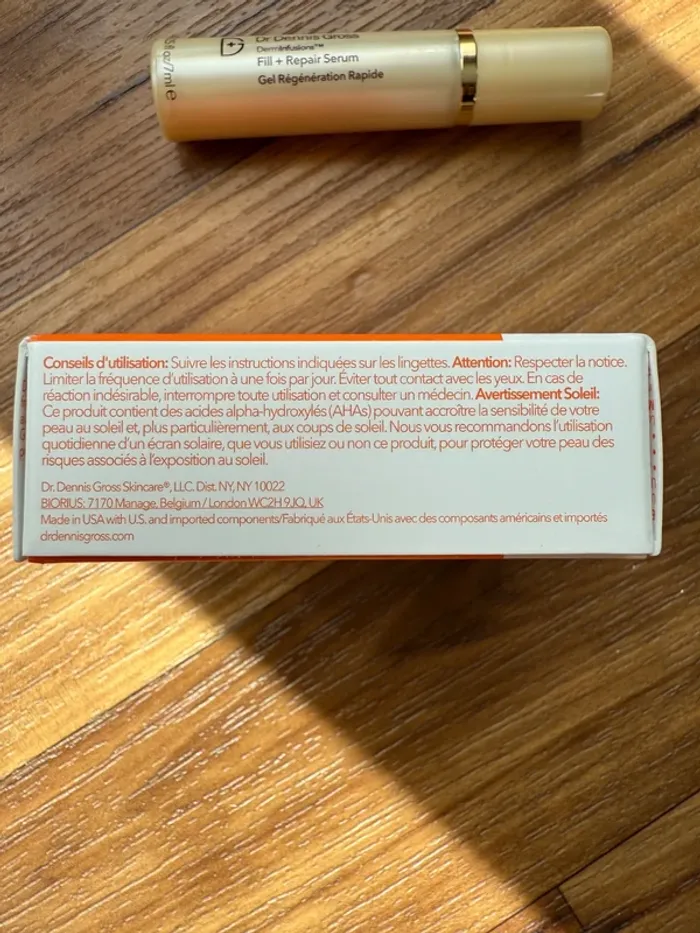 Dr Dennis Gross
DermInfusions™
Fill + Repair Serum
Gel Régénération Rapide
fl oz/7ml e
Conseils d'utilisation: Suivre les instructions indiquées sur les lingettes. Attention: Respecter la notice.
Limiter la fréquence d'utilisation à une fois par jour. Éviter tout contact avec les yeux. En cas de
réaction indésirable, interrompre toute utilisation et consulter un médecin. Avertissement Soleil:
Ce produit contient des acides alpha-hydroxylés (AHAs) pouvant accroître la sensibilité de votre
peau au soleil et, plus particulièrement, aux coups de soleil. Nous vous recommandons l'utilisation
quotidienne d'un écran solaire, que vous utilisiez ou non ce produit, pour protéger votre peau des
risques associés à l'exposition au soleil.
Dr. Dennis Gross Skincare®, LLC. Dist. NY, NY 10022
BIORIUS: 7170 Manage, Belgium / London WC2H 9JQ, UK
Made in USA with U.S. and imported components/Fabriqué aux États-Unis avec des composants américains et importés
drdennisgross.com